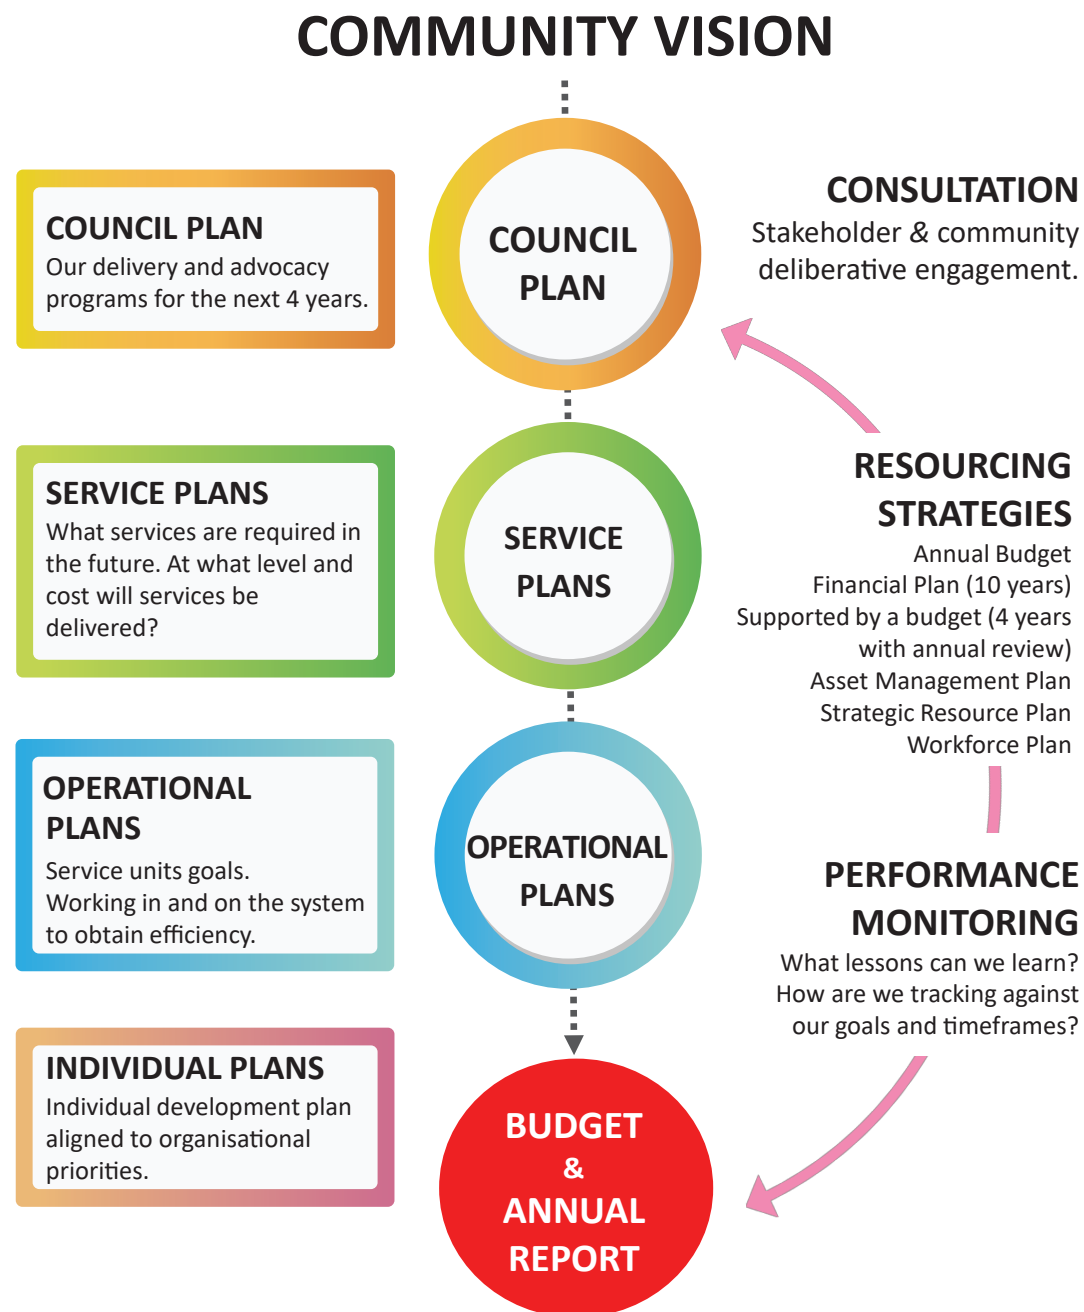 COMMUNITY VISION
COUNCIL PLAN
Our delivery and advocacy
programs for the next 4 years.
COUNCIL
PLAN
CONSULTATION
Stakeholder & community
deliberative engagement.
SERVICE PLANS
What services are required in
the future. At what level and
cost will services be
delivered?
SERVICE
PLANS
RESOURCING
STRATEGIES
Annual Budget
Financial Plan (10 years)
Supported by a budget (4 years
with annual review)
Asset Management Plan
Strategic Resource Plan
Workforce Plan
OPERATIONAL
PLANS
Service units goals.
Working in and on the system
to obtain efficiency.
OPERATIONAL
PLANS
PERFORMANCE
MONITORING
What lessons can we learn?
How are we tracking against
our goals and timeframes?
INDIVIDUAL PLANS
Individual development plan
aligned to organisational
priorities.
BUDGET
&
ANNUAL
REPORT